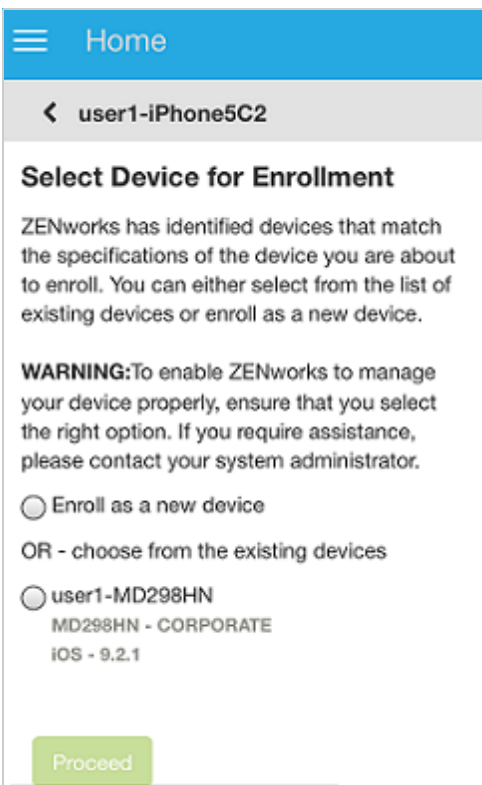 Home
user1-iPhone5C2
Select Device for Enrollment
ZENworks has identified devices that match
the specifications of the device you are about
to enroll. You can either select from the list of
existing devices or enroll as a new device.
WARNING:To enable ZENworks to manage
your device properly, ensure that you select
the right option. If you require assistance,
please contact your system administrator.
Enroll as a new device
OR - choose from the existing devices
user1-MD298HN
MD298HN - CORPORATE
iOS - 9.2.1
Proceed